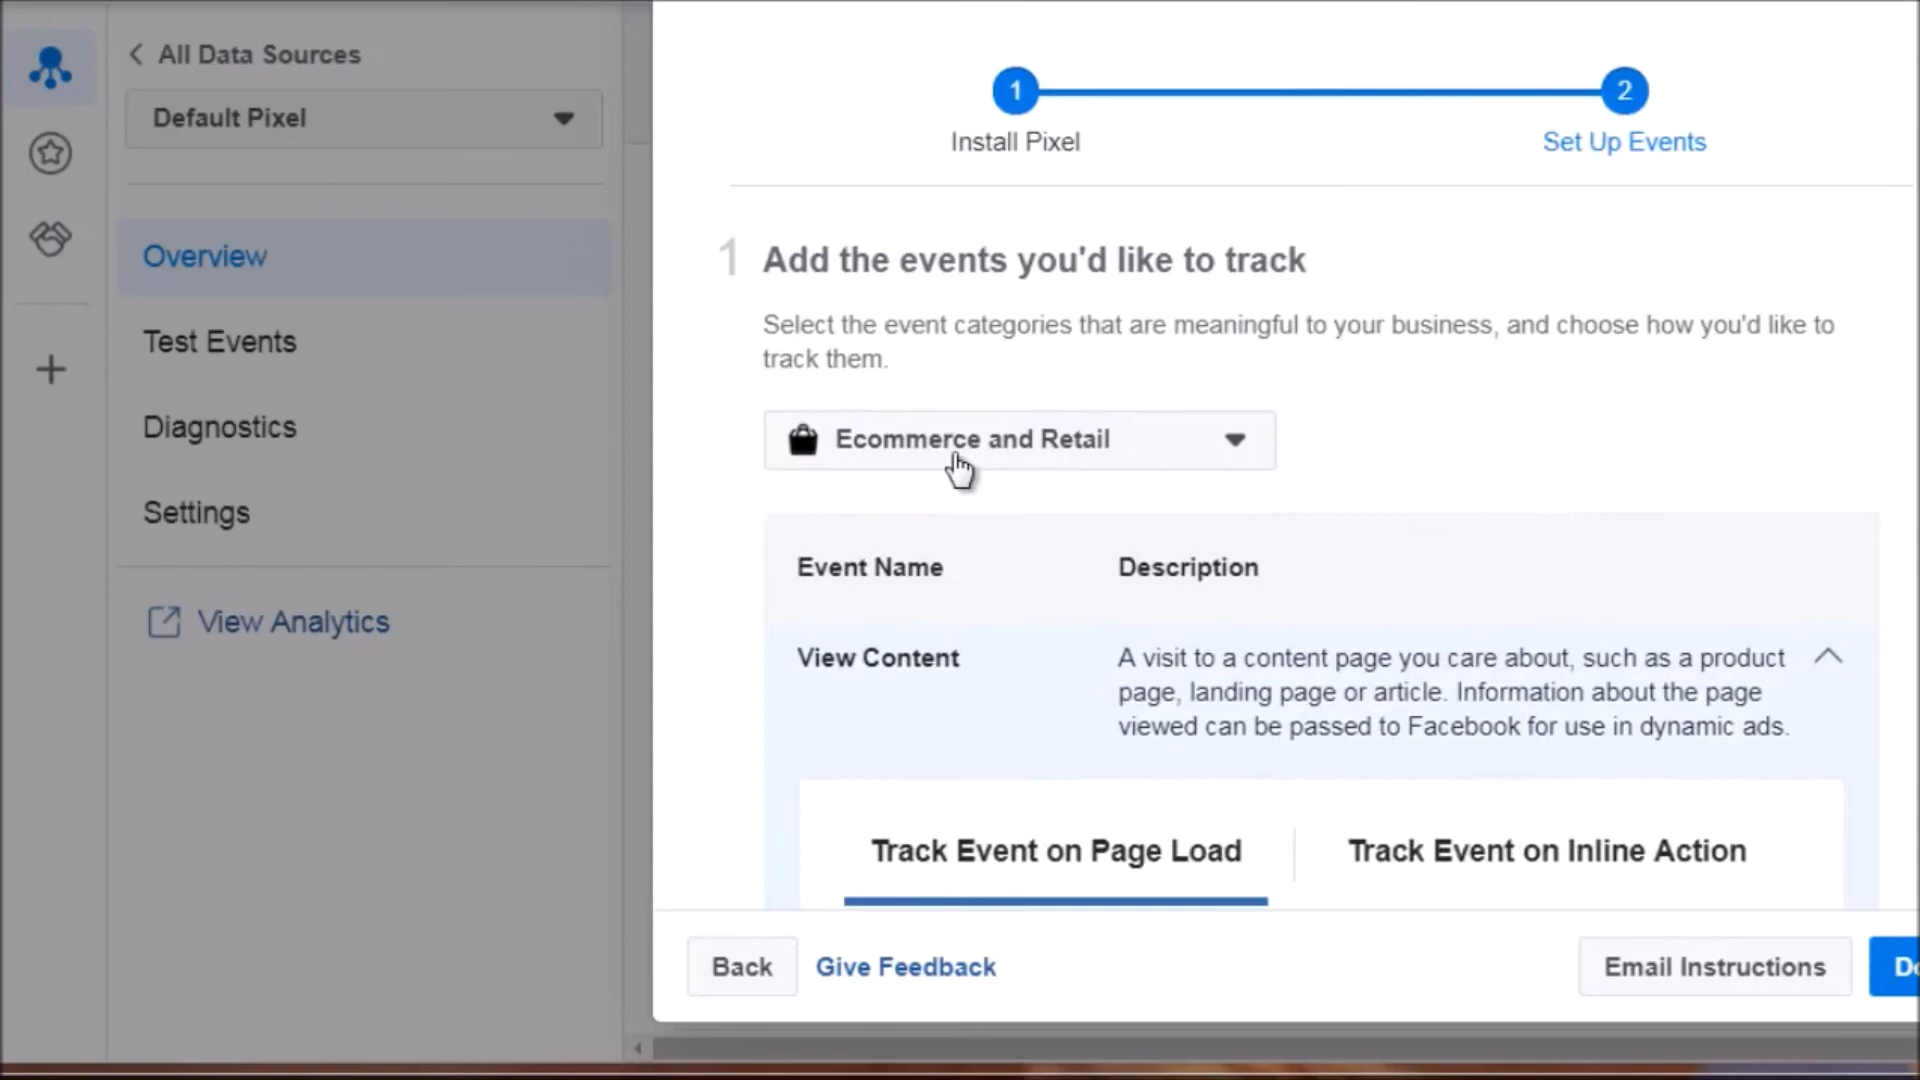 All Data Sources
Default Pixel
Overview
Test Events
Diagnostics
Settings
View Analytics
1
2
Install Pixel
Set Up Events
1 Add the events you'd like to track
Select the event categories that are meaningful to your business, and choose how you'd like to
track them.
Ecommerce and Retail
Event Name
Description
View Content
A visit to a content page you care about, such as a product
page, landing page or article. Information about the page
viewed can be passed to Facebook for use in dynamic ads.
Track Event on Page Load
Track Event on Inline Action
Back
Give Feedback
Email Instructions